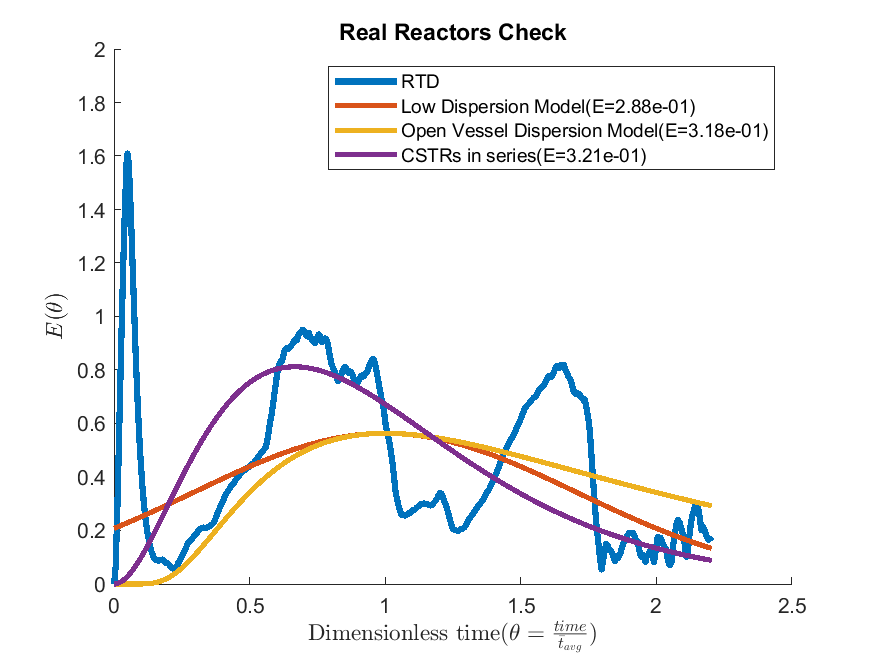 Real Reactors Check
RTD
Low Dispersion Model(E=2.88e-01)
Open Vessel Dispersion Model(E=3.18e-01)
CSTRs in series(E=3.21e-01)
2
1.8
1.6
1.4
1.2
1
0.8
0.6
0.4
0.2
0
E(θ)
0 0.5 1 1.5 2 2.5
Dimensionless time(θ = time/t̄avg)